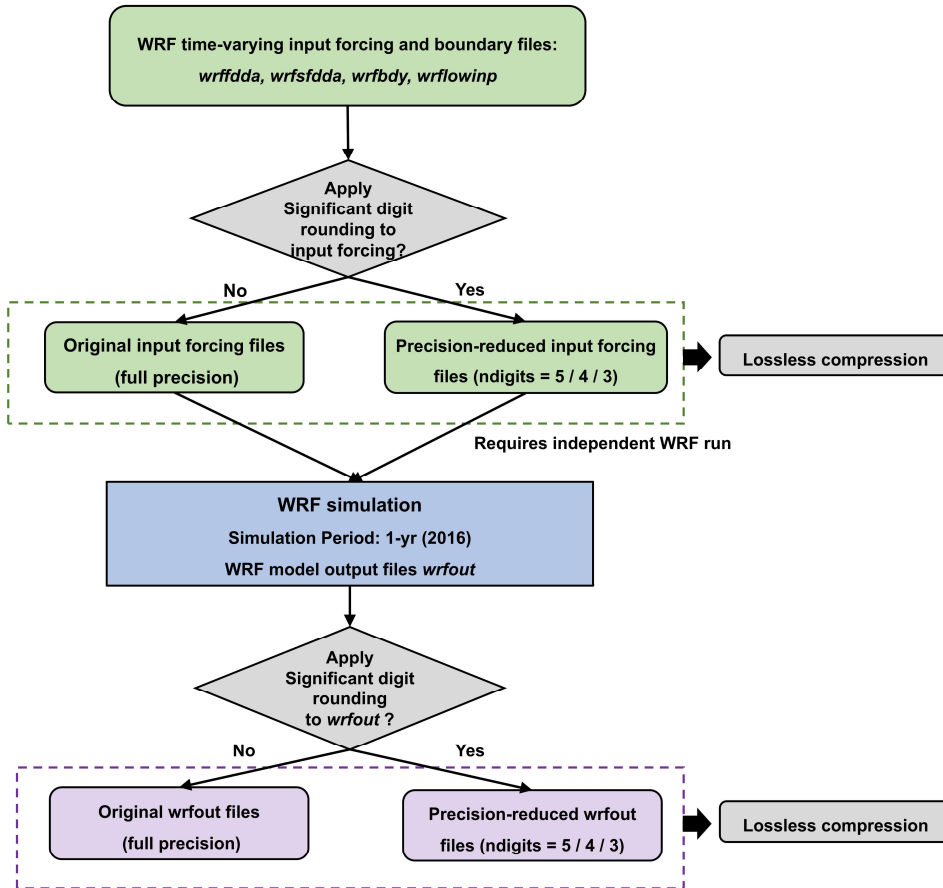 WRF time-varying input forcing and boundary files:
wrffdda, wrfsfdda, wrfbdy, wrflowinp
Apply
Significant digit
rounding to
input forcing?
No
Yes
Original input forcing files
(full precision)
Precision-reduced input forcing
files (ndigits = 5 / 4 / 3)
Lossless compression
Requires independent WRF run
WRF simulation
Simulation Period: 1-yr (2016)
WRF model output files wrfout
Apply
Significant digit
rounding
to wrfout ?
No
Yes
Original wrfout files
(full precision)
Precision-reduced wrfout
files (ndigits = 5 / 4 / 3)
Lossless compression